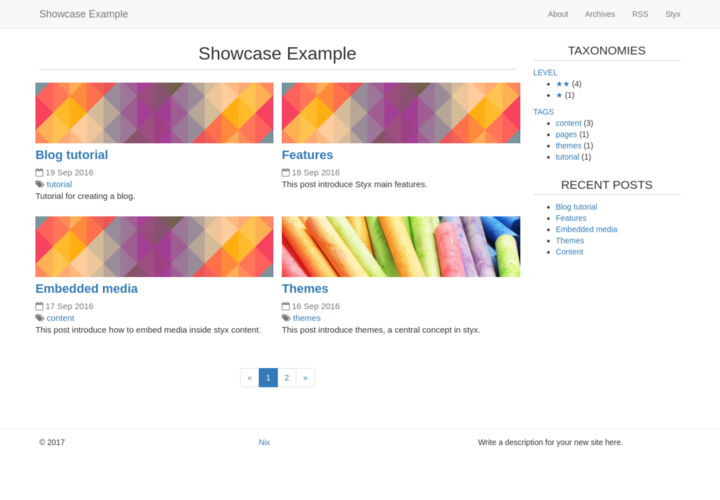 Showcase Example
About Archives RSS Styx
Showcase Example
Blog tutorial
19 Sep 2016
tutorial
Tutorial for creating a blog.
Features
18 Sep 2016
This post introduce Styx main features.
Embedded media
17 Sep 2016
content
This post introduce how to embed media inside styx content.
Themes
16 Sep 2016
themes
This post introduce themes, a central concept in styx.
« 1 2 »
TAXONOMIES
LEVEL
★★ (4)
★ (1)
TAGS
content (3)
pages (1)
themes (1)
tutorial (1)
RECENT POSTS
Blog tutorial
Features
Embedded media
Themes
Content
© 2017
Nix
Write a description for your new site here.